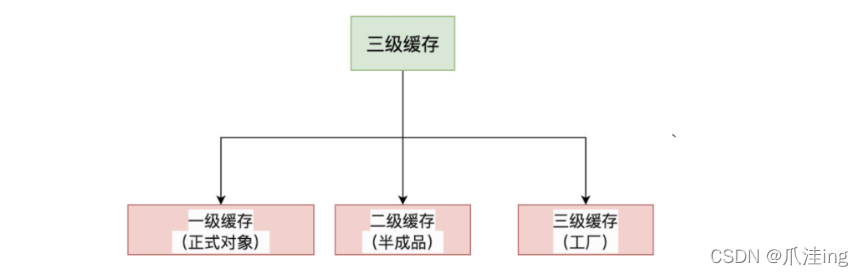 三级缓存
、
一级缓存
（正式对象）
二级缓存
（半成品）
三级缓存
（工厂）
CSDN @爪洼ing